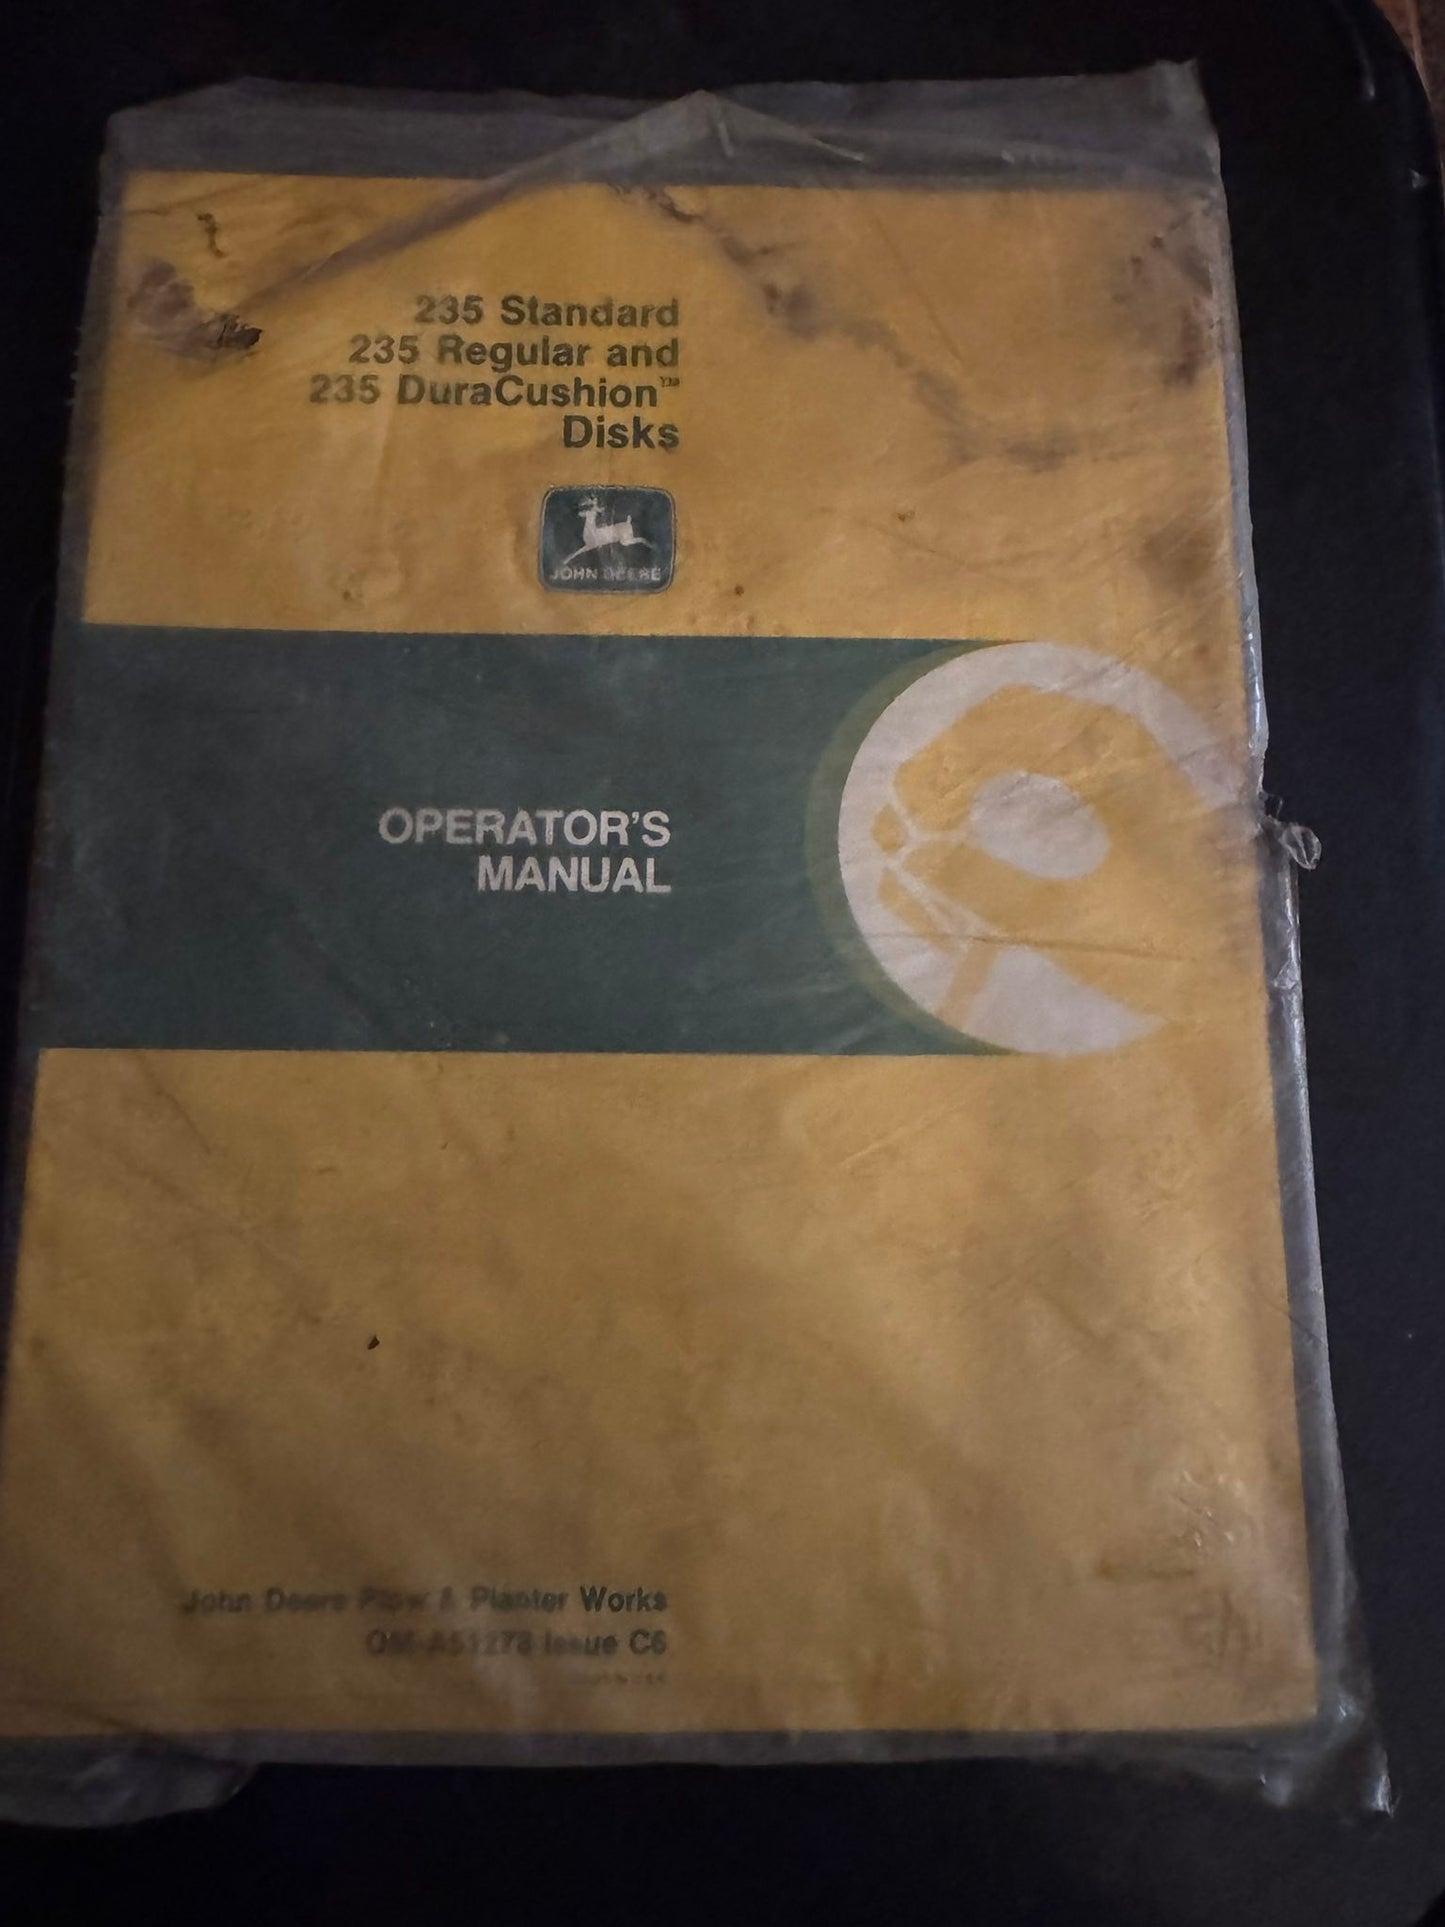 235 Standard
235 Regular and
235 DuraCushion™
Disks
JOHN DEERE
OPERATOR'S
MANUAL
John Deere Plow & Planter Works
OM-A51278 Issue C6